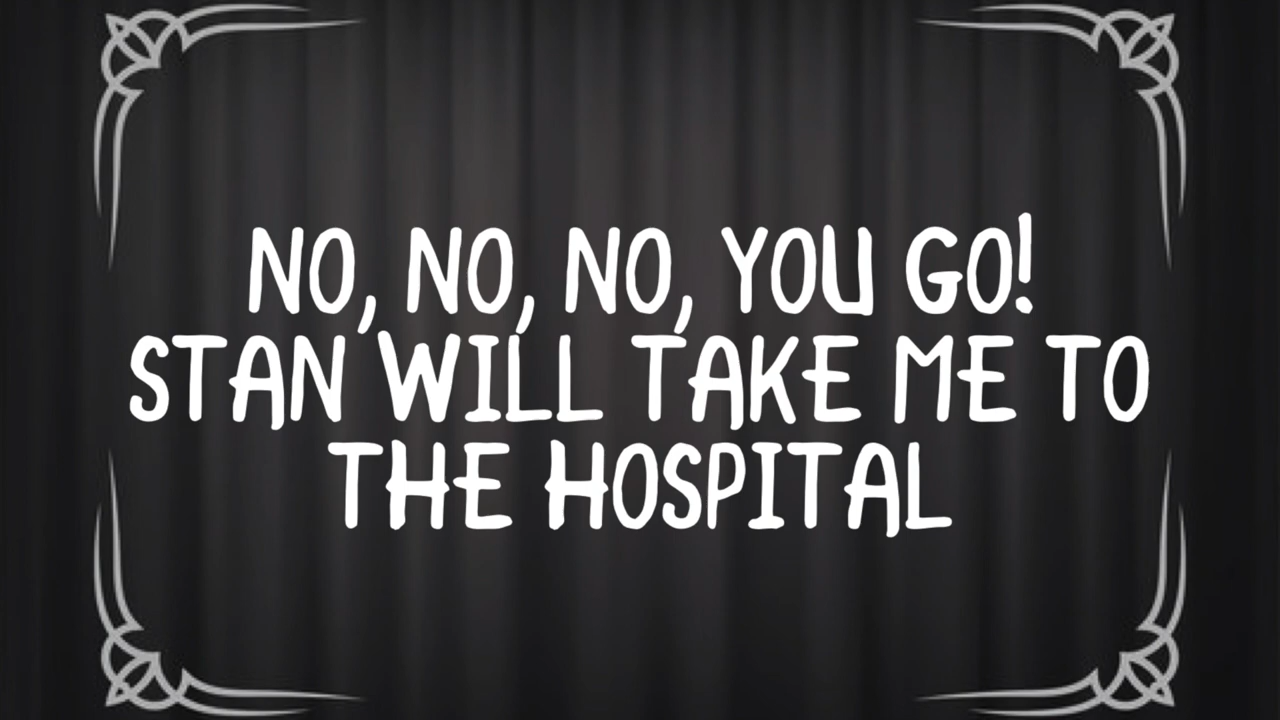 NO, NO, NO, YOU GO!
STAN WILL TAKE ME TO
THE HOSPITAL